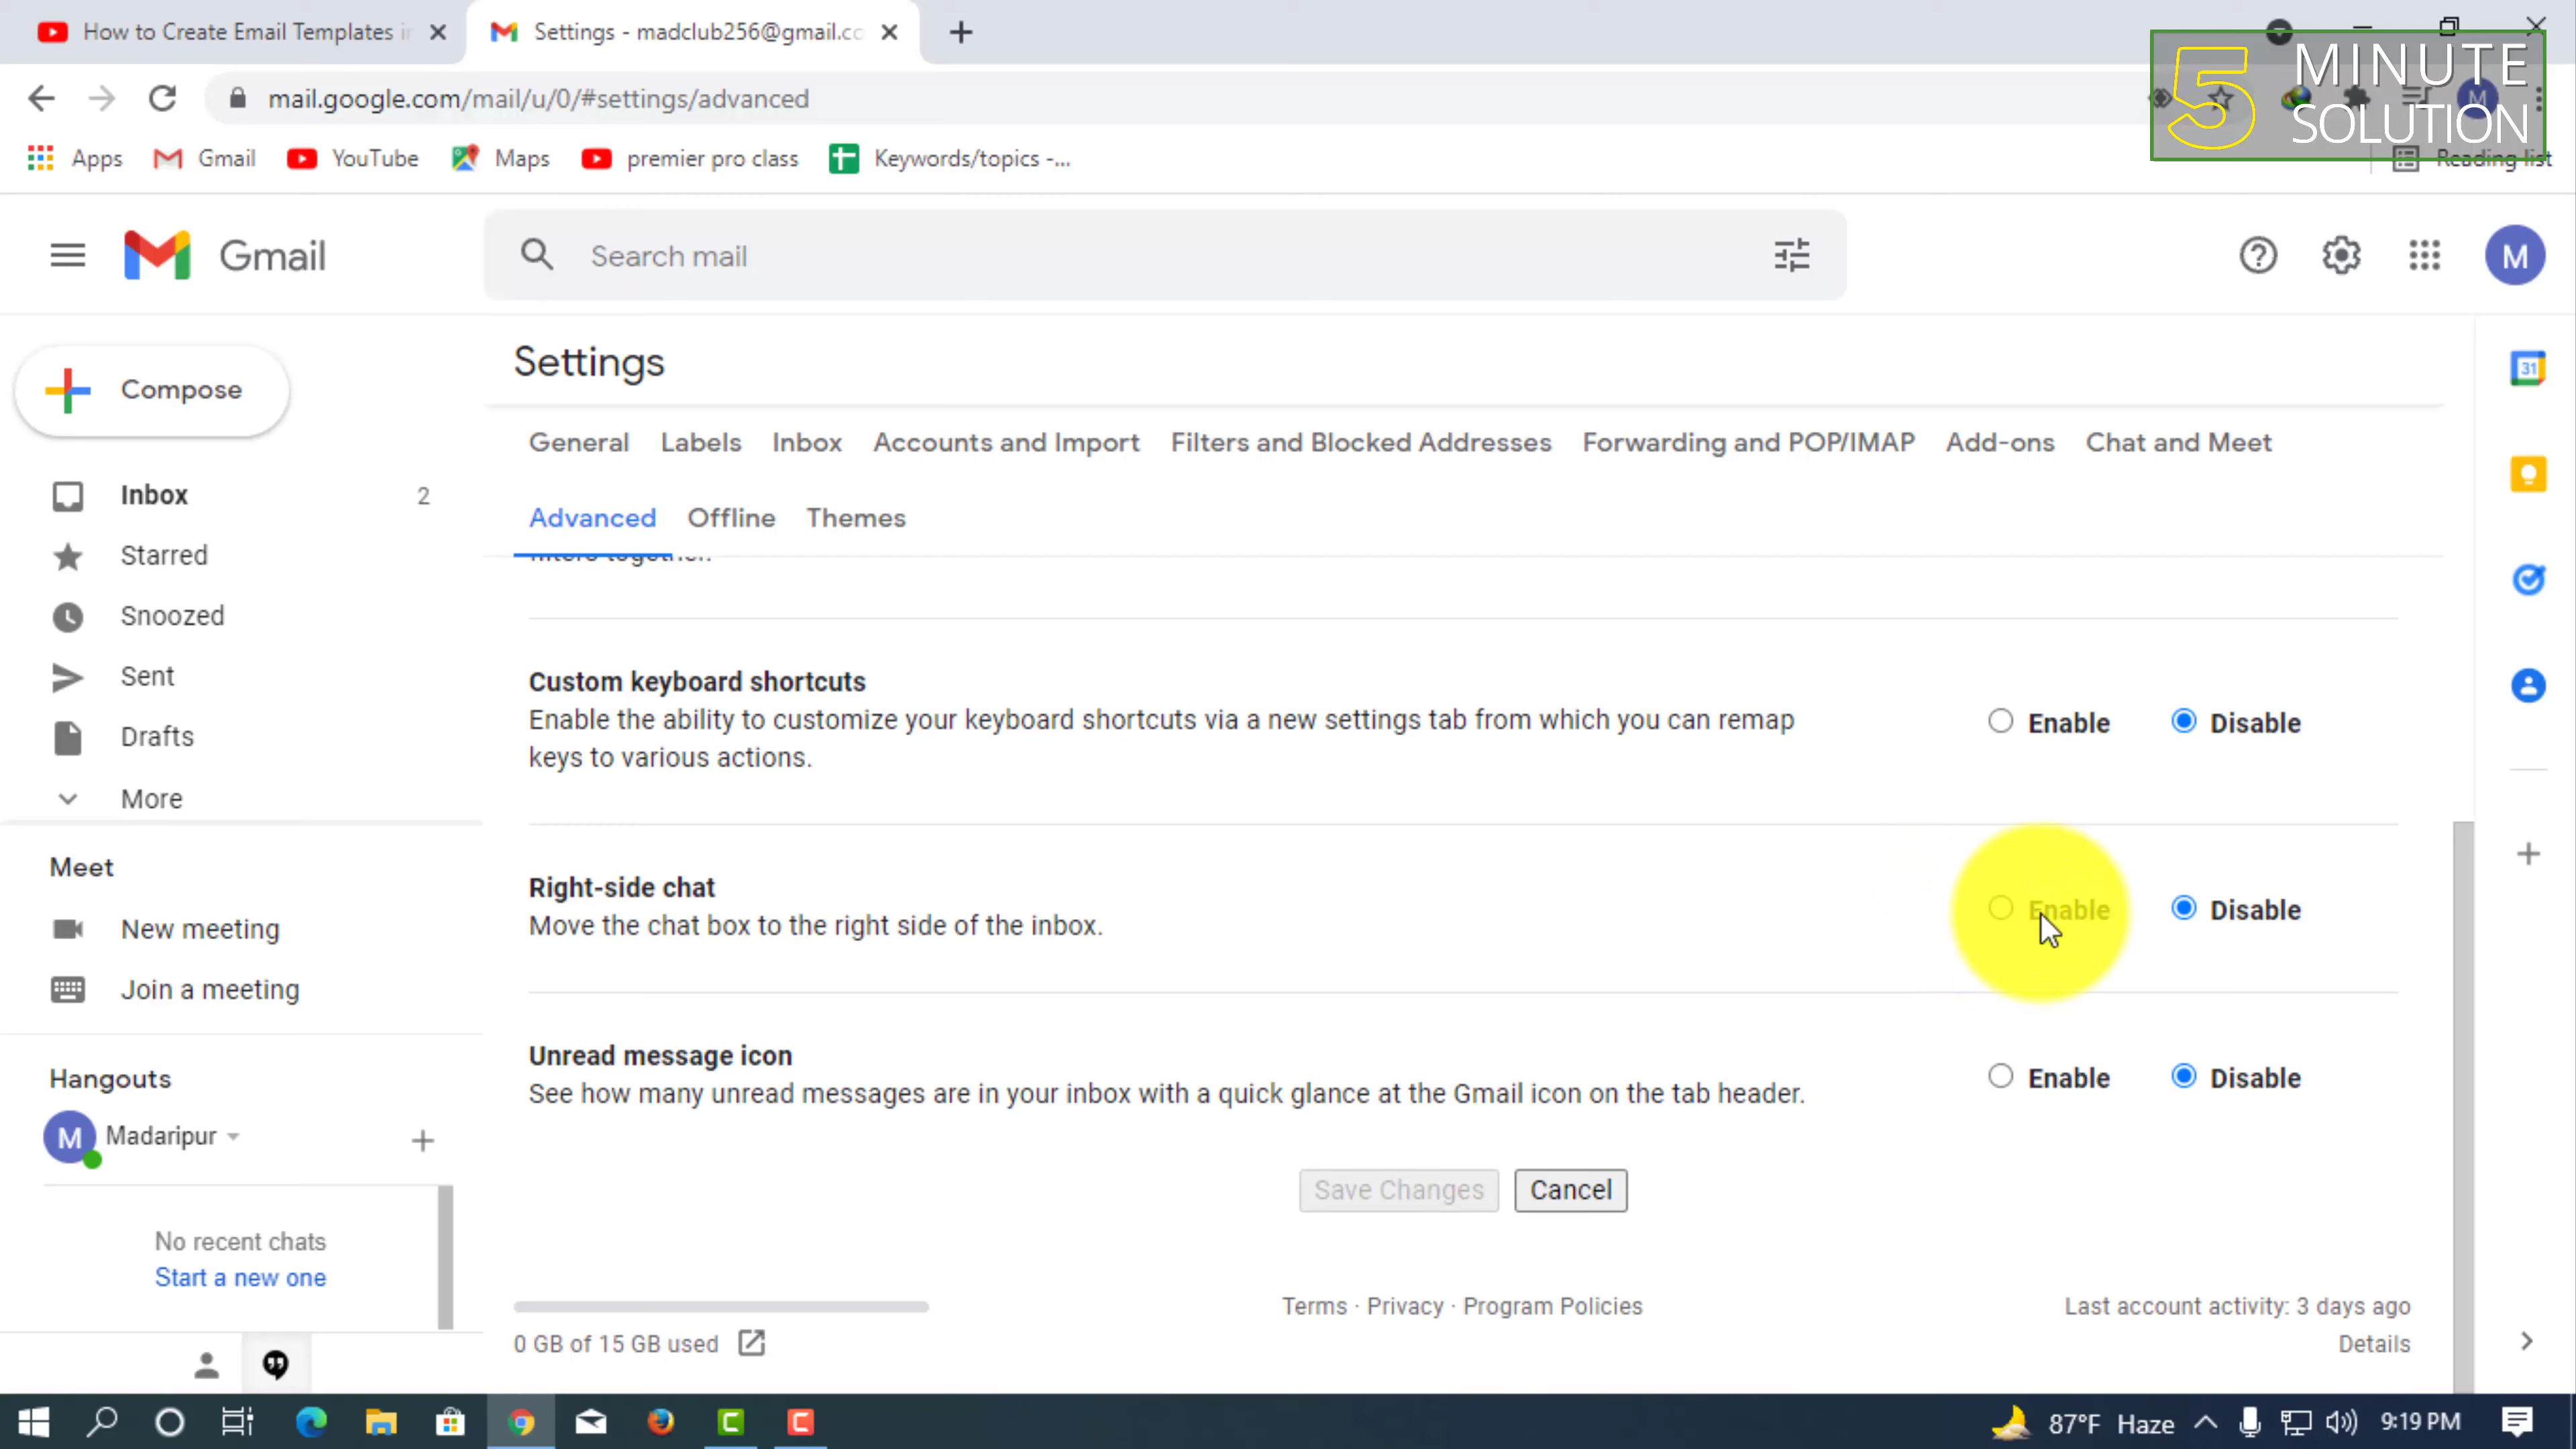 How to Create Email Templates in
Settings - madclub256@gmail.co
5 MINUTE SOLUTION
mail.google.com/mail/u/0/#settings/advanced
M
Apps
Gmail
YouTube
Maps
premier pro class
Keywords/topics -...
Reading list
Gmail
Search mail
M
Compose
Inbox 2
Starred
Snoozed
Sent
Drafts
More
Meet
New meeting
Join a meeting
Hangouts
M Madaripur
No recent chats
Start a new one
Settings
General Labels Inbox Accounts and Import Filters and Blocked Addresses Forwarding and POP/IMAP Add-ons Chat and Meet
Advanced Offline Themes
filters together.
Custom keyboard shortcuts
Enable the ability to customize your keyboard shortcuts via a new settings tab from which you can remap
keys to various actions.
Enable Disable
Right-side chat
Move the chat box to the right side of the inbox.
Enable Disable
Unread message icon
See how many unread messages are in your inbox with a quick glance at the Gmail icon on the tab header.
Enable Disable
Save Changes Cancel
0 GB of 15 GB used
Terms · Privacy · Program Policies
Last account activity: 3 days ago
Details
31
87°F Haze
9:19 PM